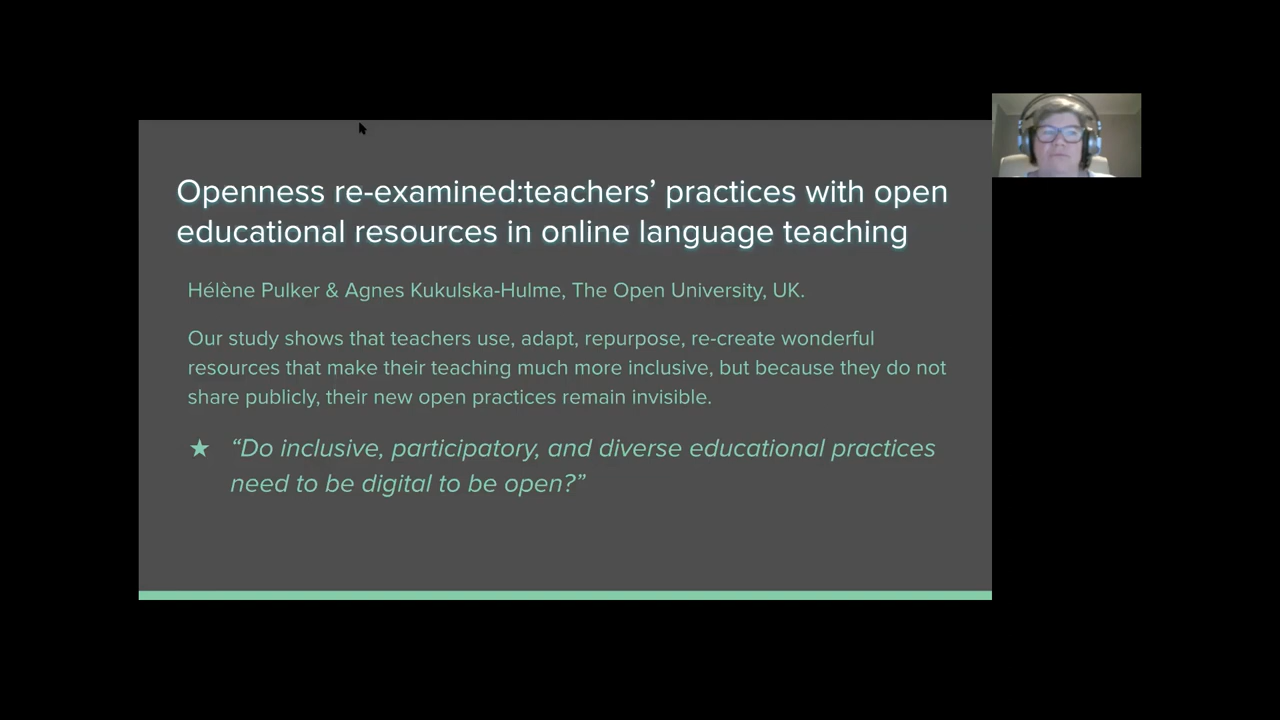 Openness re-examined:teachers’ practices with open
educational resources in online language teaching
Hélène Pulker & Agnes Kukulska-Hulme, The Open University, UK.
Our study shows that teachers use, adapt, repurpose, re-create wonderful
resources that make their teaching much more inclusive, but because they do not
share publicly, their new open practices remain invisible.
★ “Do inclusive, participatory, and diverse educational practices
need to be digital to be open?”